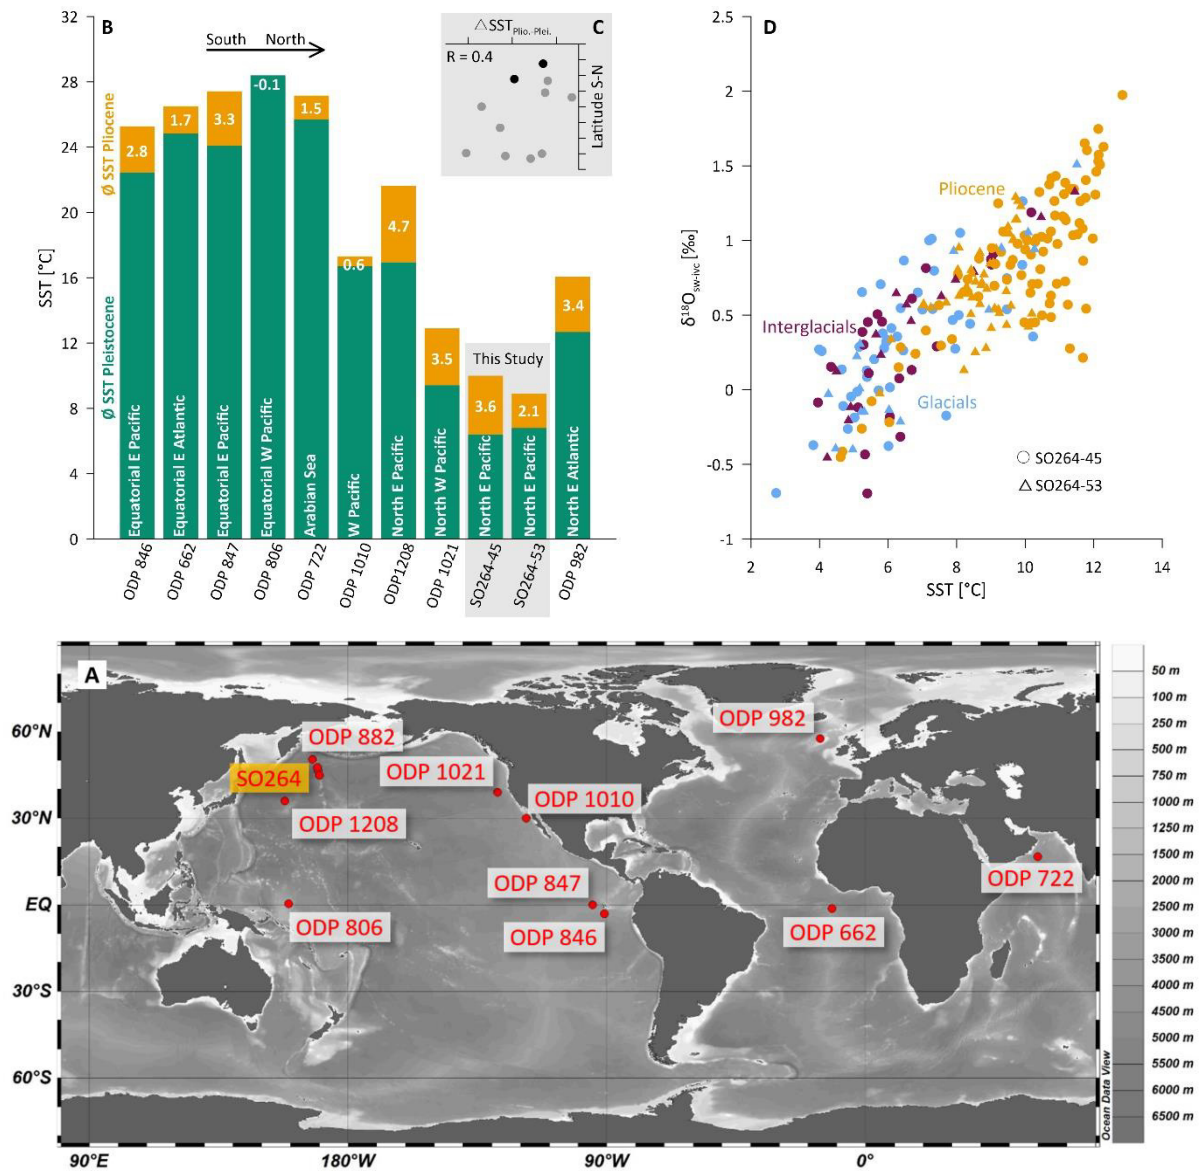 B
32
28
24
20
16
12
8
4
0
SST [°C]
Ø SST Pliocene
Ø SST Pleistocene
South North
2.8
1.7
3.3
-0.1
1.5
0.6
4.7
3.5
3.6
2.1
3.4
This Study
Equatorial E Pacific
Equatorial E Atlantic
Equatorial E Pacific
Equatorial W Pacific
Arabian Sea
W Pacific
North E Pacific
North W Pacific
North E Pacific
North E Pacific
North E Atlantic
ODP 846
ODP 662
ODP 847
ODP 806
ODP 722
ODP 1010
ODP1208
ODP 1021
SO264-45
SO264-53
ODP 982
C
△SSTPlio.-Plei.
R = 0.4
Latitude S-N
D
2.5
2
1.5
1
0.5
0
-0.5
-1
δ18Osw-ivc [‰]
Pliocene
Interglacials
Glacials
SO264-45
SO264-53
2 4 6 8 10 12 14
SST [°C]
A
60°N
30°N
EQ
30°S
60°S
90°E 180°W 90°W 0°
ODP 982
ODP 882
SO264
ODP 1021
ODP 1010
ODP 1208
ODP 847
ODP 722
ODP 806
ODP 846
ODP 662
50 m
100 m
250 m
500 m
750 m
1000 m
1250 m
1500 m
2000 m
2500 m
3000 m
3500 m
4000 m
5000 m
5500 m
6000 m
6500 m
Ocean Data View